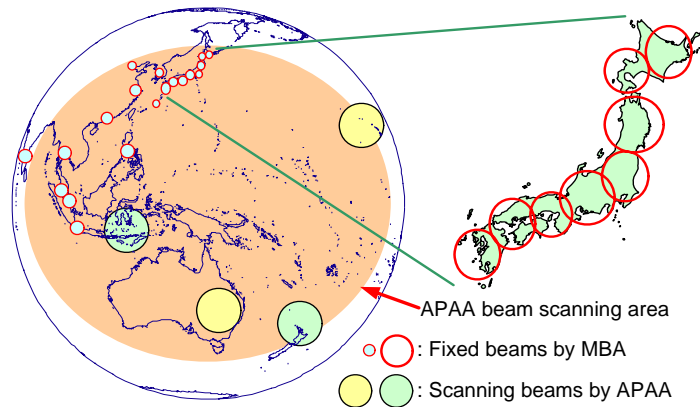 APAA beam scanning area
: Fixed beams by MBA
: Scanning beams by APAA